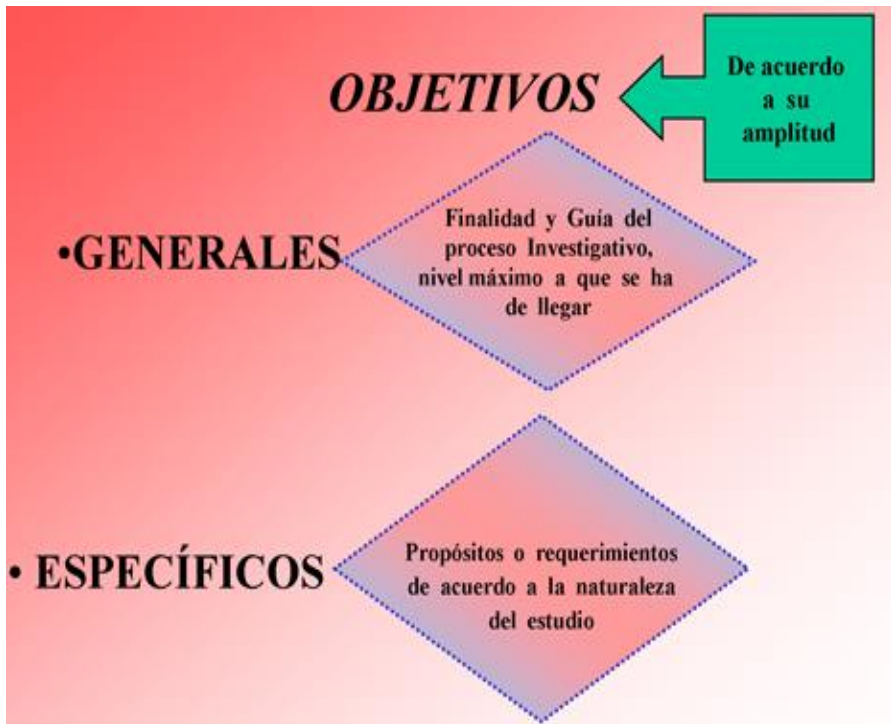 OBJETIVOS
De acuerdo
a su
amplitud
•GENERALES
Finalidad y Guía del
proceso Investigativo,
nivel máximo a que se ha
de llegar
• ESPECÍFICOS
Propósitos o requerimientos
de acuerdo a la naturaleza
del estudio